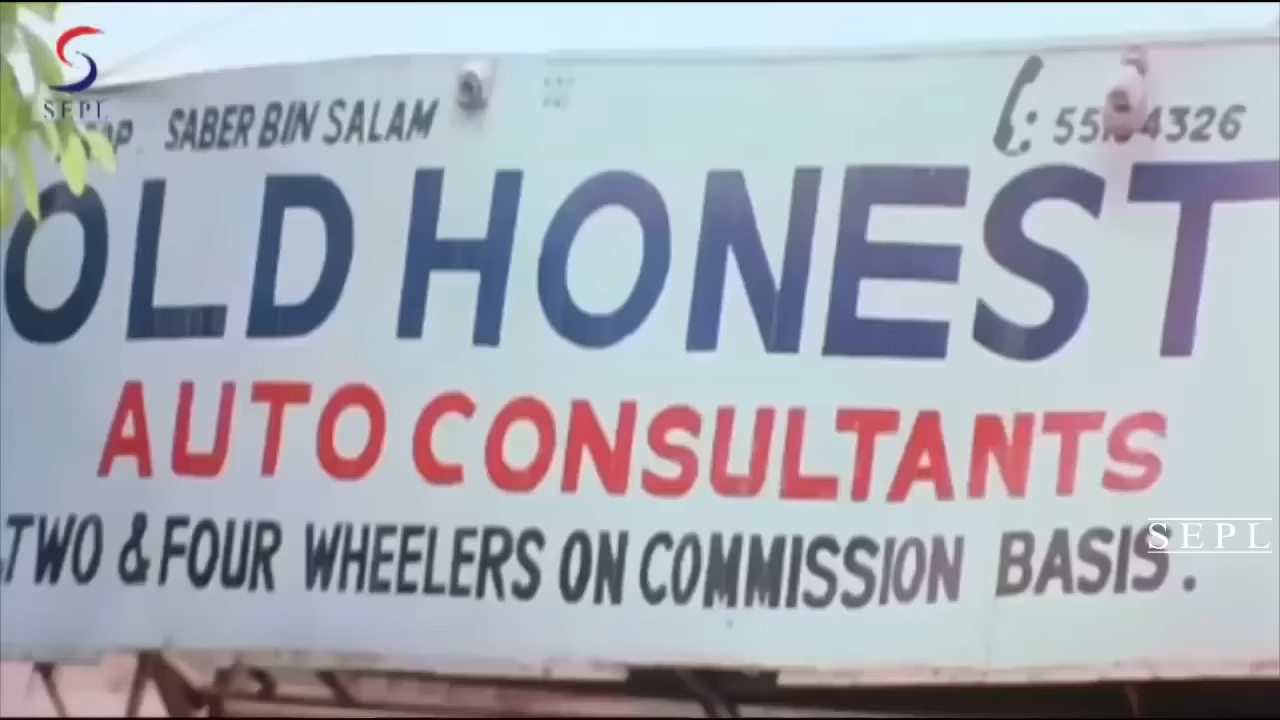 SEPL
SABER BIN SALAM
OLD HONEST
AUTO CONSULTANTS
TWO & FOUR WHEELERS ON COMMISSION BASIS.
SEPL